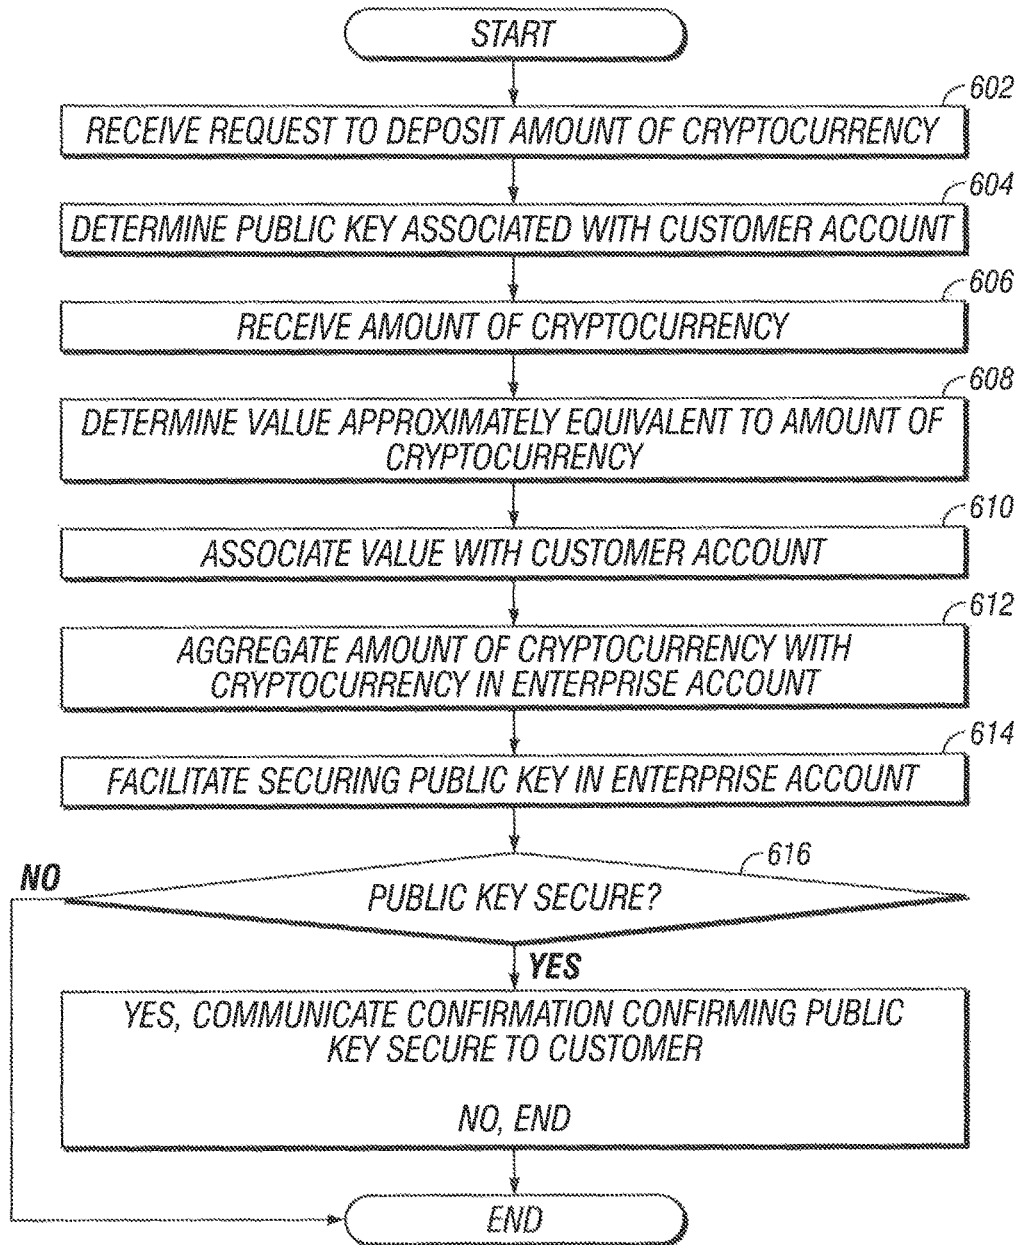 START
602
RECEIVE REQUEST TO DEPOSIT AMOUNT OF CRYPTOCURRENCY
604
DETERMINE PUBLIC KEY ASSOCIATED WITH CUSTOMER ACCOUNT
606
RECEIVE AMOUNT OF CRYPTOCURRENCY
608
DETERMINE VALUE APPROXIMATELY EQUIVALENT TO AMOUNT OF
CRYPTOCURRENCY
610
ASSOCIATE VALUE WITH CUSTOMER ACCOUNT
612
AGGREGATE AMOUNT OF CRYPTOCURRENCY WITH
CRYPTOCURRENCY IN ENTERPRISE ACCOUNT
614
FACILITATE SECURING PUBLIC KEY IN ENTERPRISE ACCOUNT
616
NO
PUBLIC KEY SECURE?
YES
YES, COMMUNICATE CONFIRMATION CONFIRMING PUBLIC
KEY SECURE TO CUSTOMER
NO, END
END